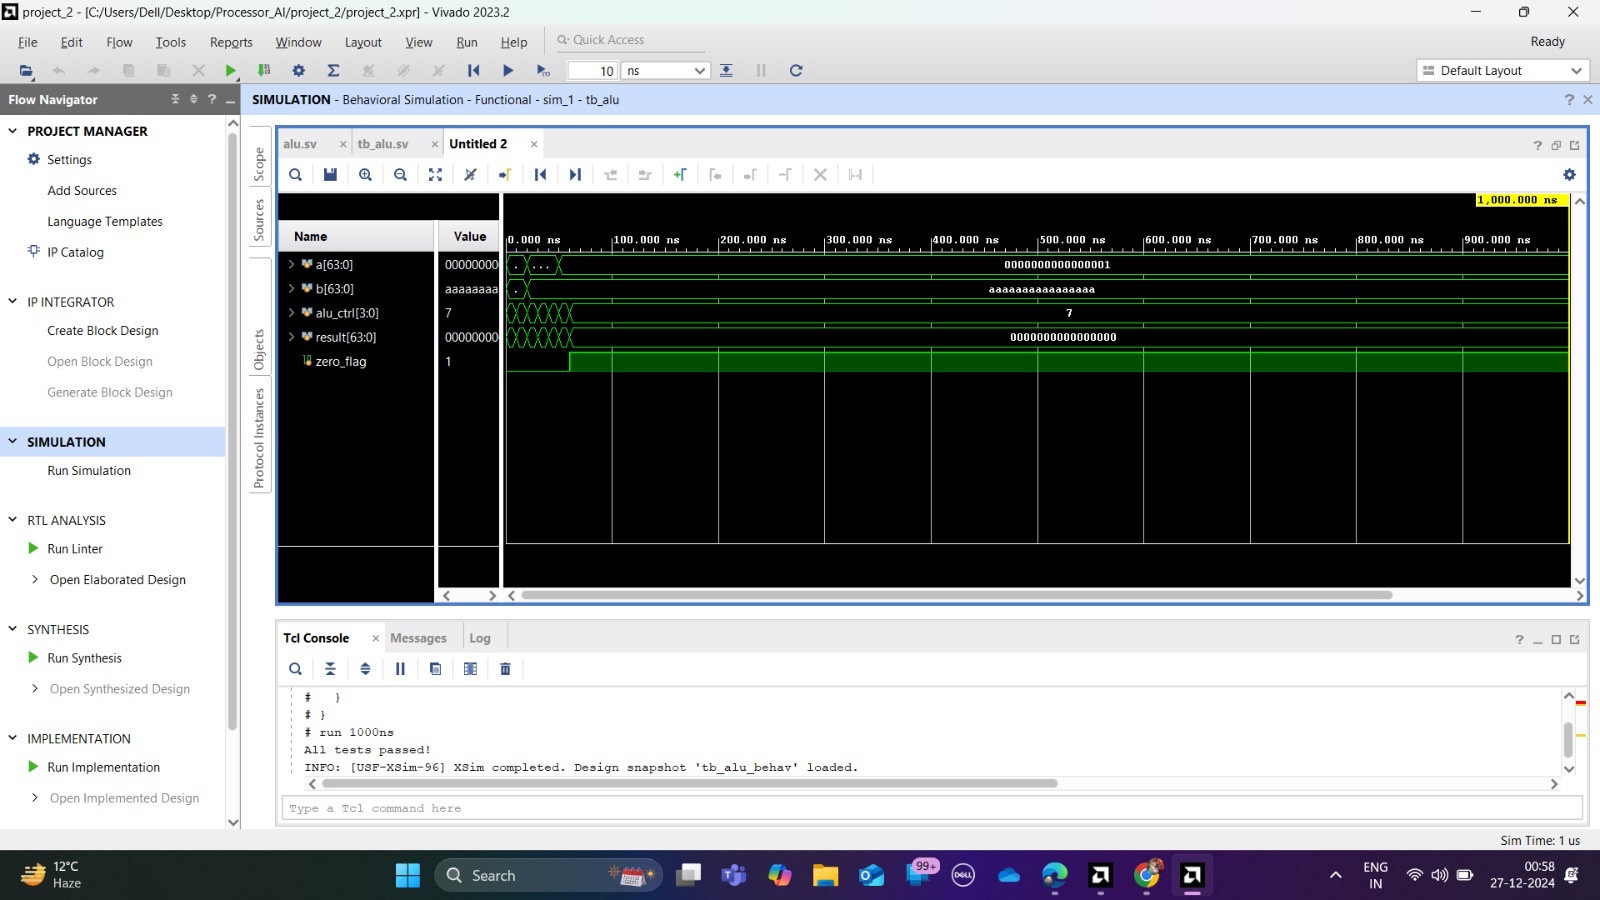 project_2 - [C:/Users/Dell/Desktop/Processor_AI/project_2/project_2.xpr] - Vivado 2023.2
File Edit Flow Tools Reports Window Layout View Run Help Quick Access Ready
10 ns Default Layout
Flow Navigator
SIMULATION - Behavioral Simulation - Functional - sim_1 - tb_alu
PROJECT MANAGER
Settings
Add Sources
Language Templates
IP Catalog
IP INTEGRATOR
Create Block Design
Open Block Design
Generate Block Design
SIMULATION
Run Simulation
RTL ANALYSIS
Run Linter
Open Elaborated Design
SYNTHESIS
Run Synthesis
Open Synthesized Design
IMPLEMENTATION
Run Implementation
Open Implemented Design
Scope
Sources
Objects
Protocol Instances
alu.sv tb_alu.sv Untitled 2
1,000.000 ns
Name Value 0.000 ns 100.000 ns 200.000 ns 300.000 ns 400.000 ns 500.000 ns 600.000 ns 700.000 ns 800.000 ns 900.000 ns
a[63:0] 00000000 . ... 0000000000000001
b[63:0] aaaaaaaa . aaaaaaaaaaaaaaaa
alu_ctrl[3:0] 7 7
result[63:0] 00000000 0000000000000000
zero_flag 1
Tcl Console Messages Log
# }
# }
# run 1000ns
All tests passed!
INFO: [USF-XSim-96] XSim completed. Design snapshot 'tb_alu_behav' loaded.
Type a Tcl command here
Sim Time: 1 us
12°C
Haze
Search
99+
DELL
ENG
IN
00:58
27-12-2024